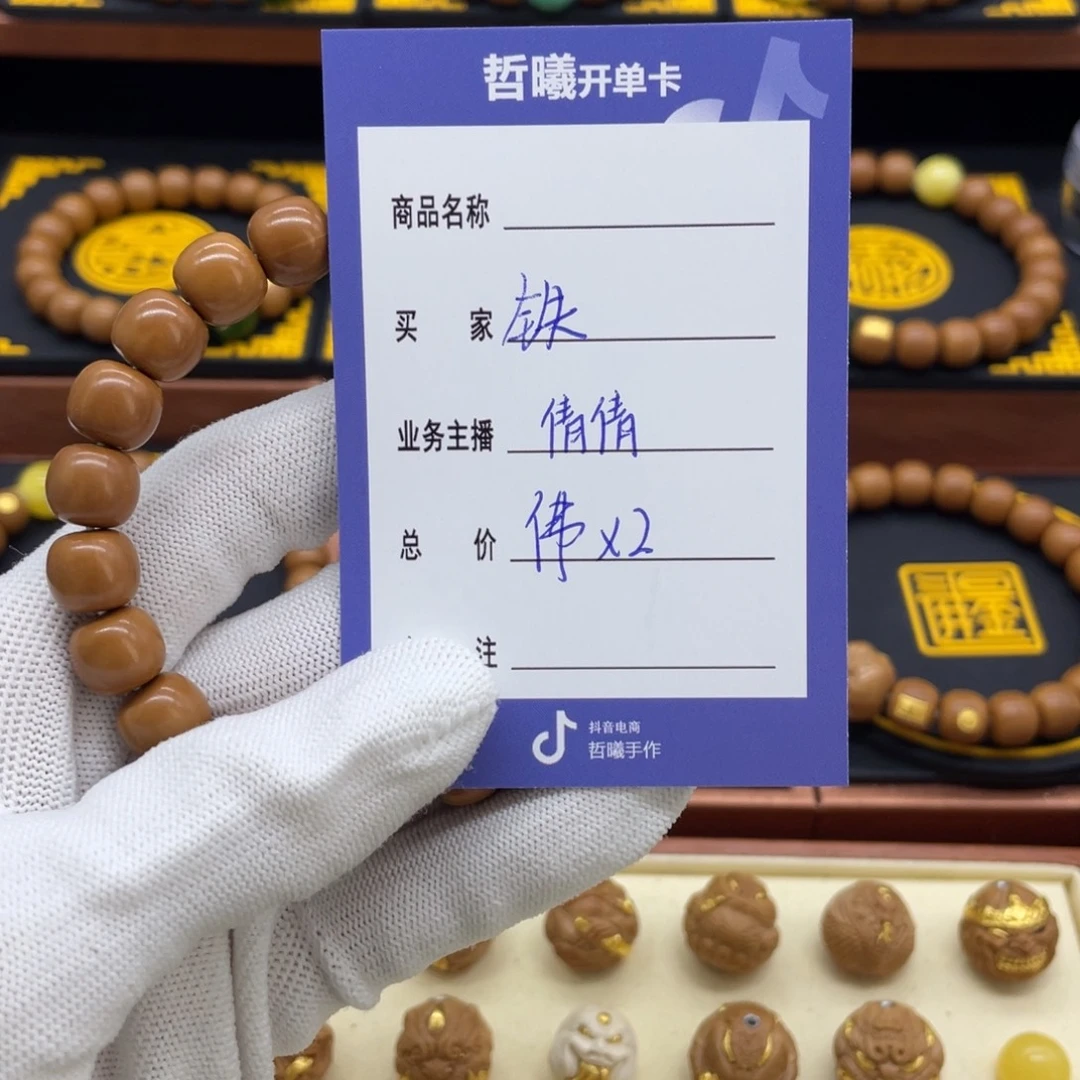 哲曦开单卡
商品名称
买 家 铁
业务主播 倩倩
总 价 佛x2
注
抖音电商
哲曦手作